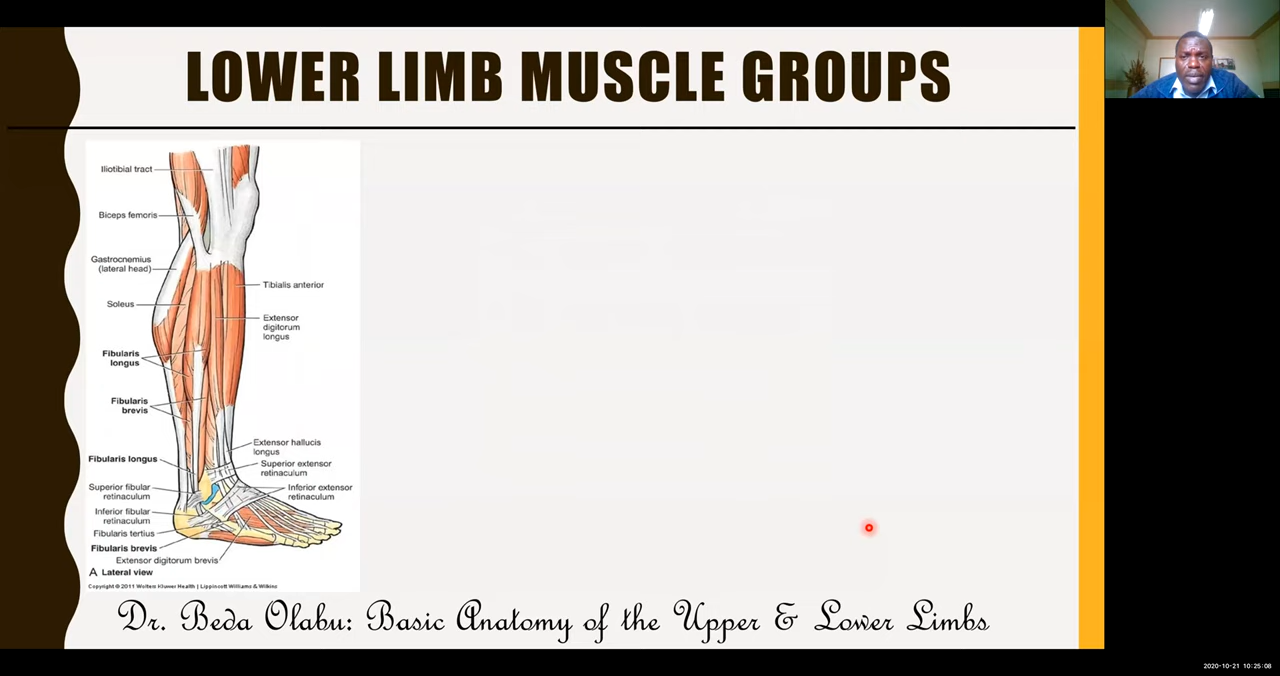 LOWER LIMB MUSCLE GROUPS
Iliotibial tract
Biceps femoris
Gastrocnemius
(lateral head)
Tibialis anterior
Soleus
Extensor
digitorum
longus
Fibularis
longus
Fibularis
brevis
Extensor hallucis
longus
Fibularis longus
Superior extensor
retinaculum
Superior fibular
retinaculum
Inferior extensor
retinaculum
Inferior fibular
retinaculum
Fibularis tertius
Fibularis brevis
Extensor digitorum brevis
A Lateral view
Copyright © 2011 Wolters Kluwer Health | Lippincott Williams & Wilkins
Dr. Beda Olabu: Basic Anatomy of the Upper & Lower Limbs
2020-10-21 10:25:08